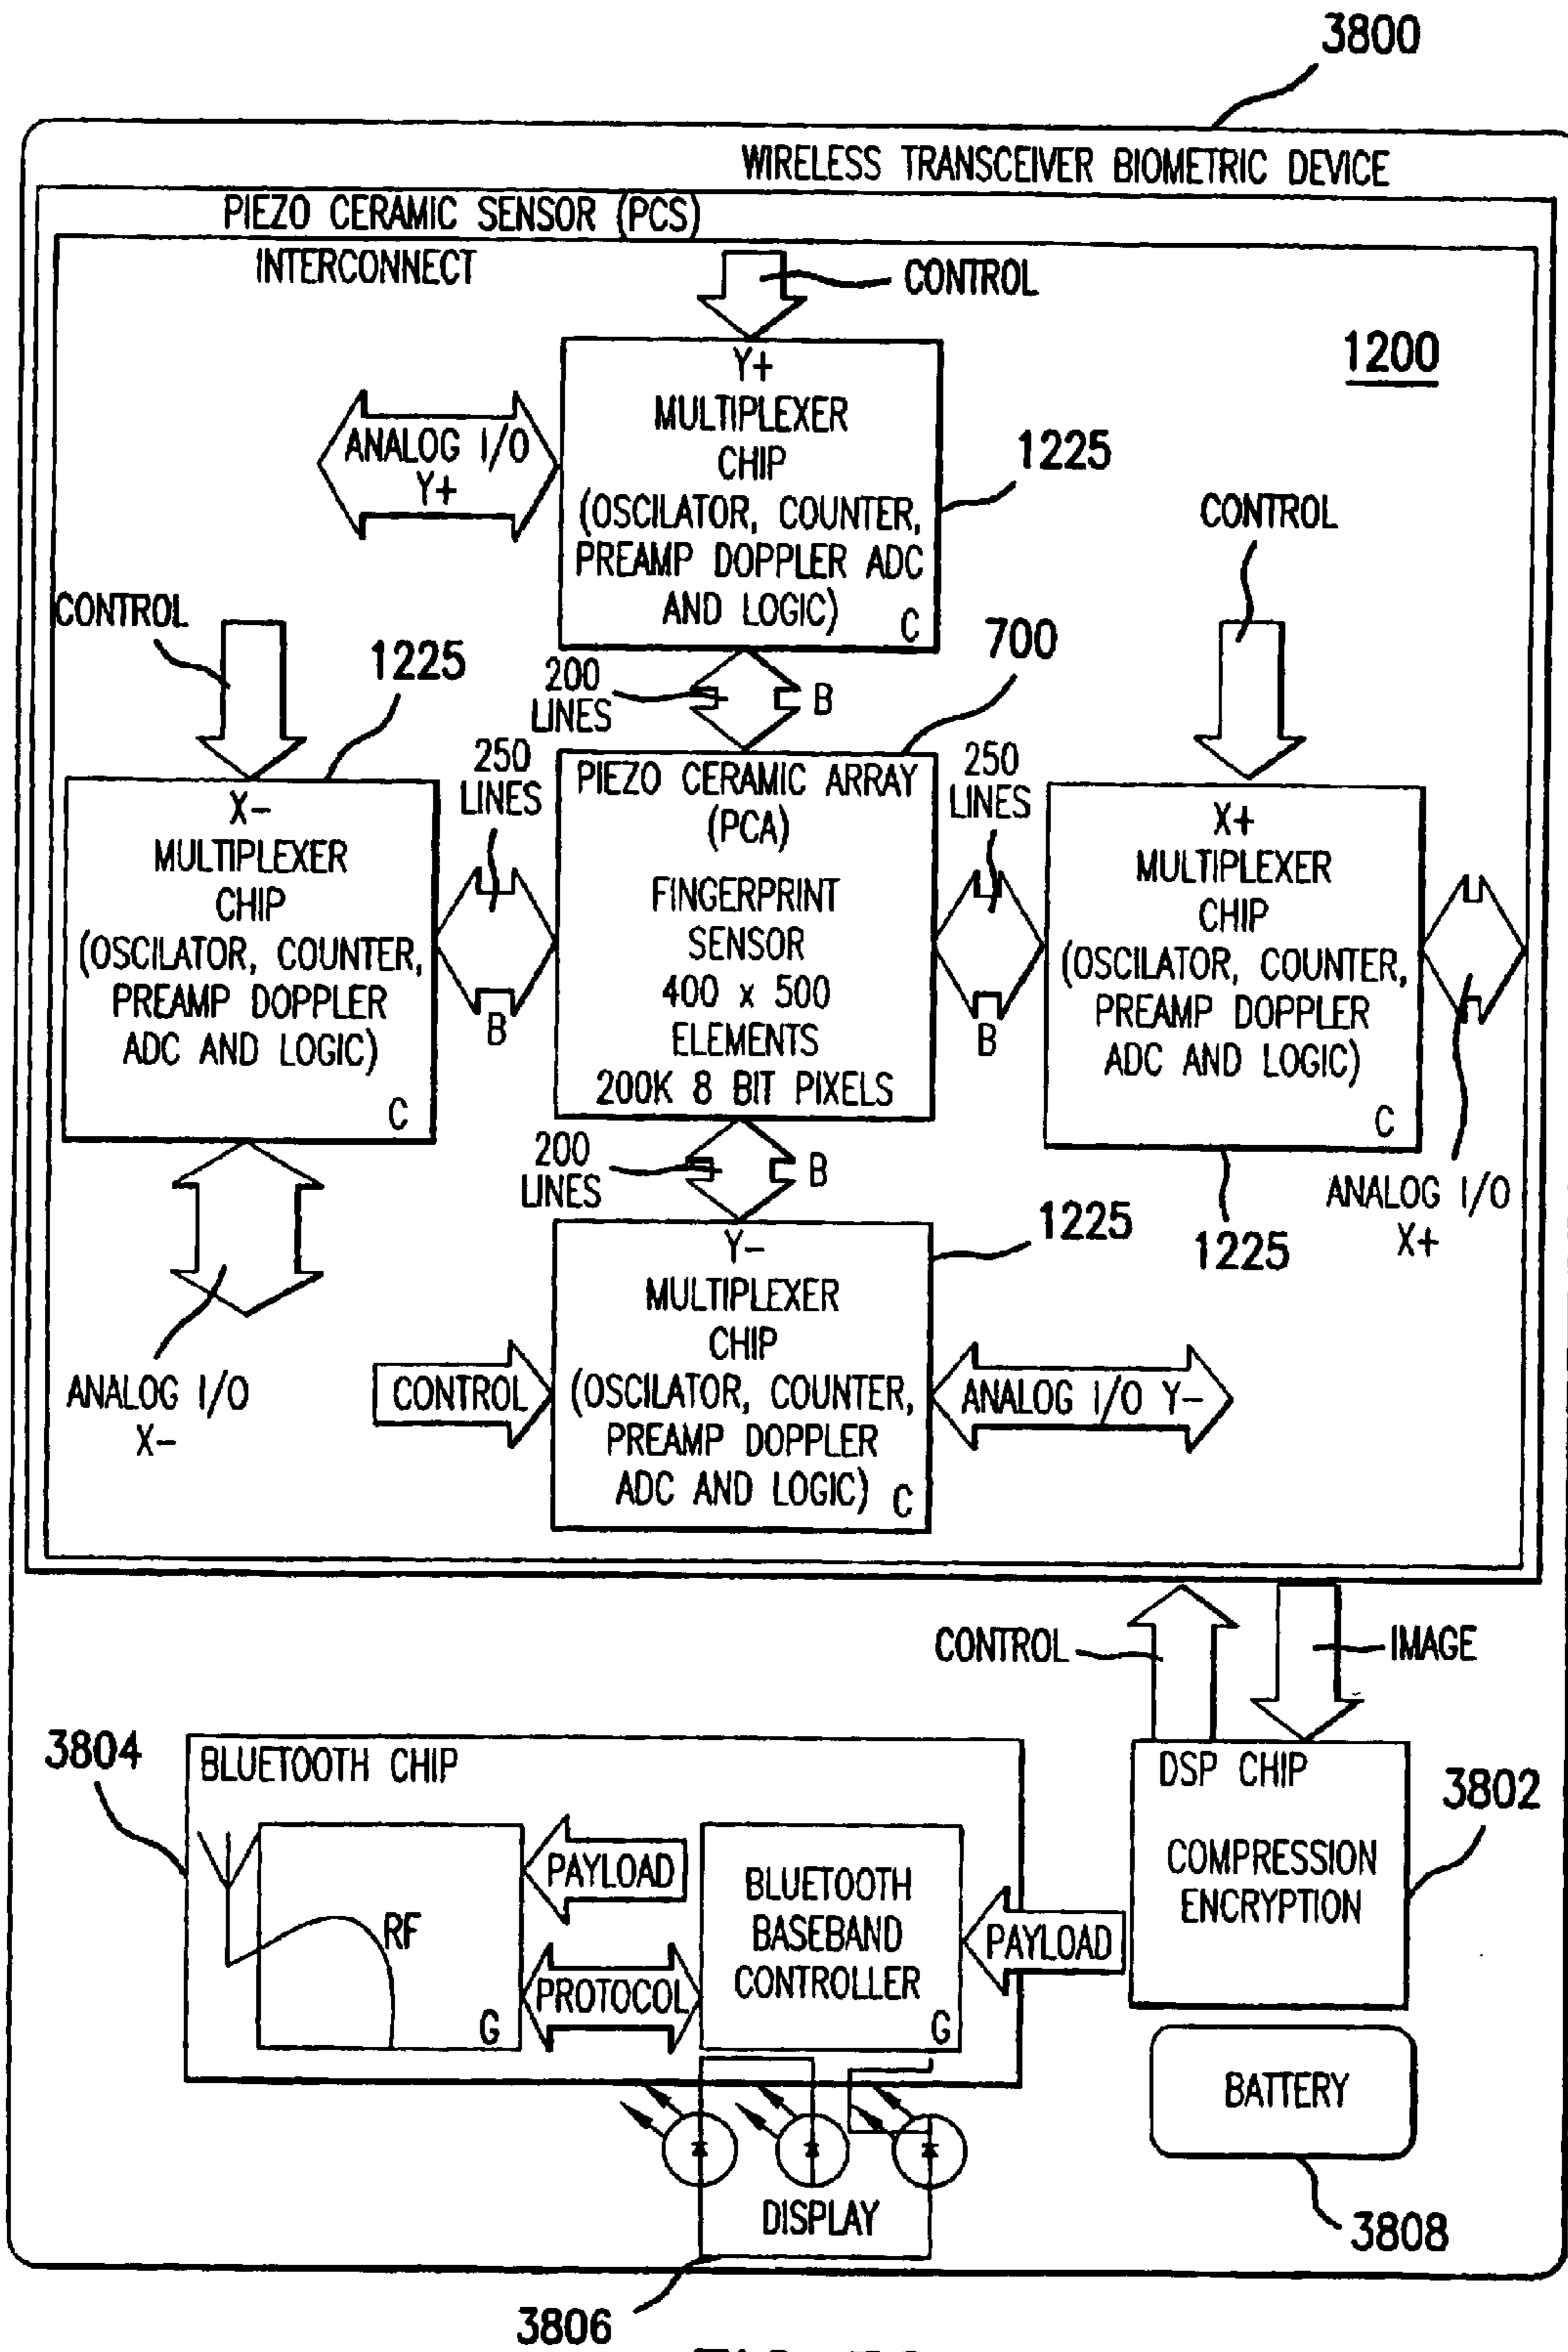 3800
WIRELESS TRANSCEIVER BIOMETRIC DEVICE
PIEZO CERAMIC SENSOR (PCS)
INTERCONNECT
CONTROL
1200
Y+
MULTIPLEXER
CHIP
(OSCILATOR, COUNTER,
PREAMP DOPPLER ADC
AND LOGIC)
C
ANALOG I/O
Y+
1225
CONTROL
CONTROL
1225
200
LINES
B
700
250
LINES
B
PIEZO CERAMIC ARRAY
(PCA)
FINGERPRINT
SENSOR
400 x 500
ELEMENTS
200K 8 BIT PIXELS
250
LINES
B
X-
MULTIPLEXER
CHIP
(OSCILATOR, COUNTER,
PREAMP DOPPLER
ADC AND LOGIC)
C
X+
MULTIPLEXER
CHIP
(OSCILATOR, COUNTER,
PREAMP DOPPLER
ADC AND LOGIC)
C
200
LINES
B
1225
1225
ANALOG I/O
X+
ANALOG I/O
X-
CONTROL
Y-
MULTIPLEXER
CHIP
(OSCILATOR, COUNTER,
PREAMP DOPPLER
ADC AND LOGIC)
C
ANALOG I/O Y-
CONTROL
IMAGE
3804
BLUETOOTH CHIP
RF
G
PAYLOAD
PROTOCOL
BLUETOOTH
BASEBAND
CONTROLLER
G
PAYLOAD
DSP CHIP
COMPRESSION
ENCRYPTION
3802
BATTERY
3808
DISPLAY
3806